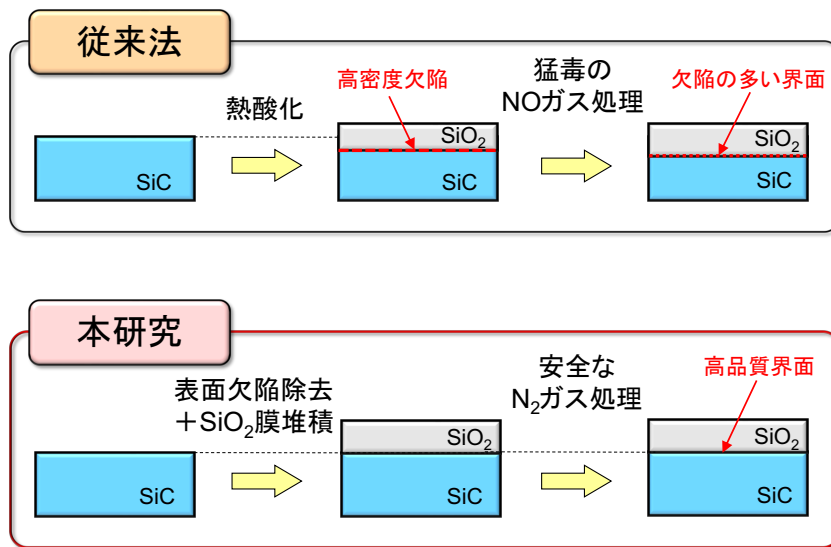 従来法
熱酸化
高密度欠陥
猛毒の
NOガス処理
欠陥の多い界面
SiC
SiO₂
SiC
SiO₂
SiC
本研究
表面欠陥除去
＋SiO₂膜堆積
安全な
N₂ガス処理
高品質界面
SiC
SiO₂
SiC
SiO₂
SiC